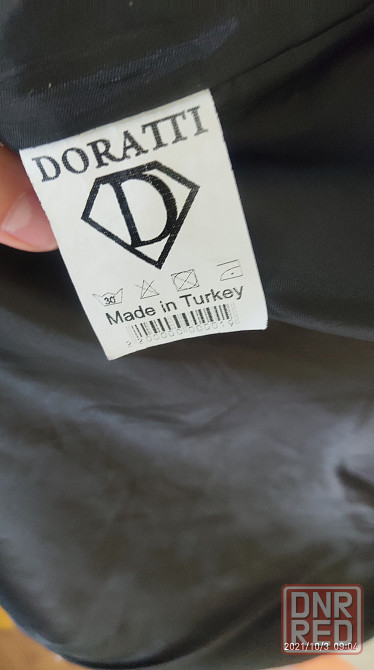 DORATTI
D
30°
Made in Turkey
DNR
RED
2021/10/3 09:04